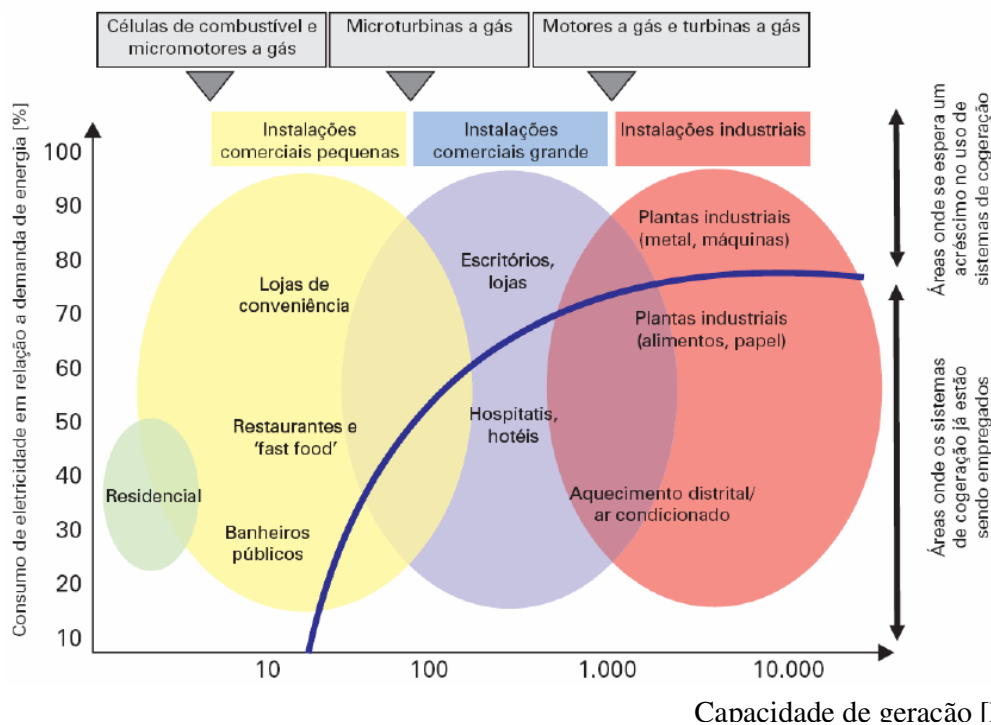 Células de combustível e
micromotores a gás
Microturbinas a gás
Motores a gás e turbinas a gás
Instalações
comerciais pequenas
Instalações
comerciais grande
Instalações industriais
Consumo de eletricidade em relação a demanda de energia [%]
100
90
80
70
60
50
40
30
20
10
Lojas de
conveniência
Restaurantes e
‘fast food’
Residencial
Banheiros
públicos
Escritórios,
lojas
Hospitatis,
hotéis
Plantas industriais
(metal, máquinas)
Plantas industriais
(alimentos, papel)
Aquecimento distrital/
ar condicionado
Áreas onde se espera um
acréscimo no uso de
sistemas de cogeração
Áreas onde os sistemas
de cogeração já estão
sendo empregados
10
100
1.000
10.000
Capacidade de geração [